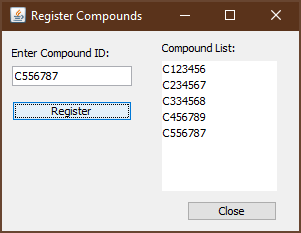 Register Compounds
Enter Compound ID:
C556787
Register
Compound List:
C123456
C234567
C334568
C456789
C556787
Close